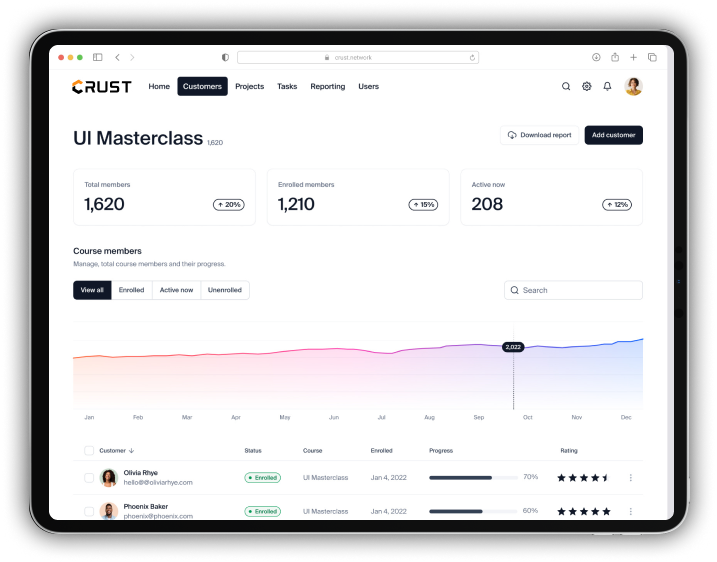 crust.network
CRUST Home Customers Projects Tasks Reporting Users
UI Masterclass 1,620
Download report Add customer
Total members Enrolled members Active now
1,620 ↑ 20% 1,210 ↑ 15% 208 ↑ 12%
Course members
Manage, total course members and their progress.
View all Enrolled Active now Unenrolled Search
2,022
Jan Feb Mar Apr May Jun Jul Aug Sep Oct Nov Dec
Customer ↓ Status Course Enrolled Progress Rating
Olivia Rhye
hello@@oliviarhye.com Enrolled UI Masterclass Jan 4, 2022 70%
Phoenix Baker
phoenix@phoenix.com Enrolled UI Masterclass Jan 4, 2022 60%